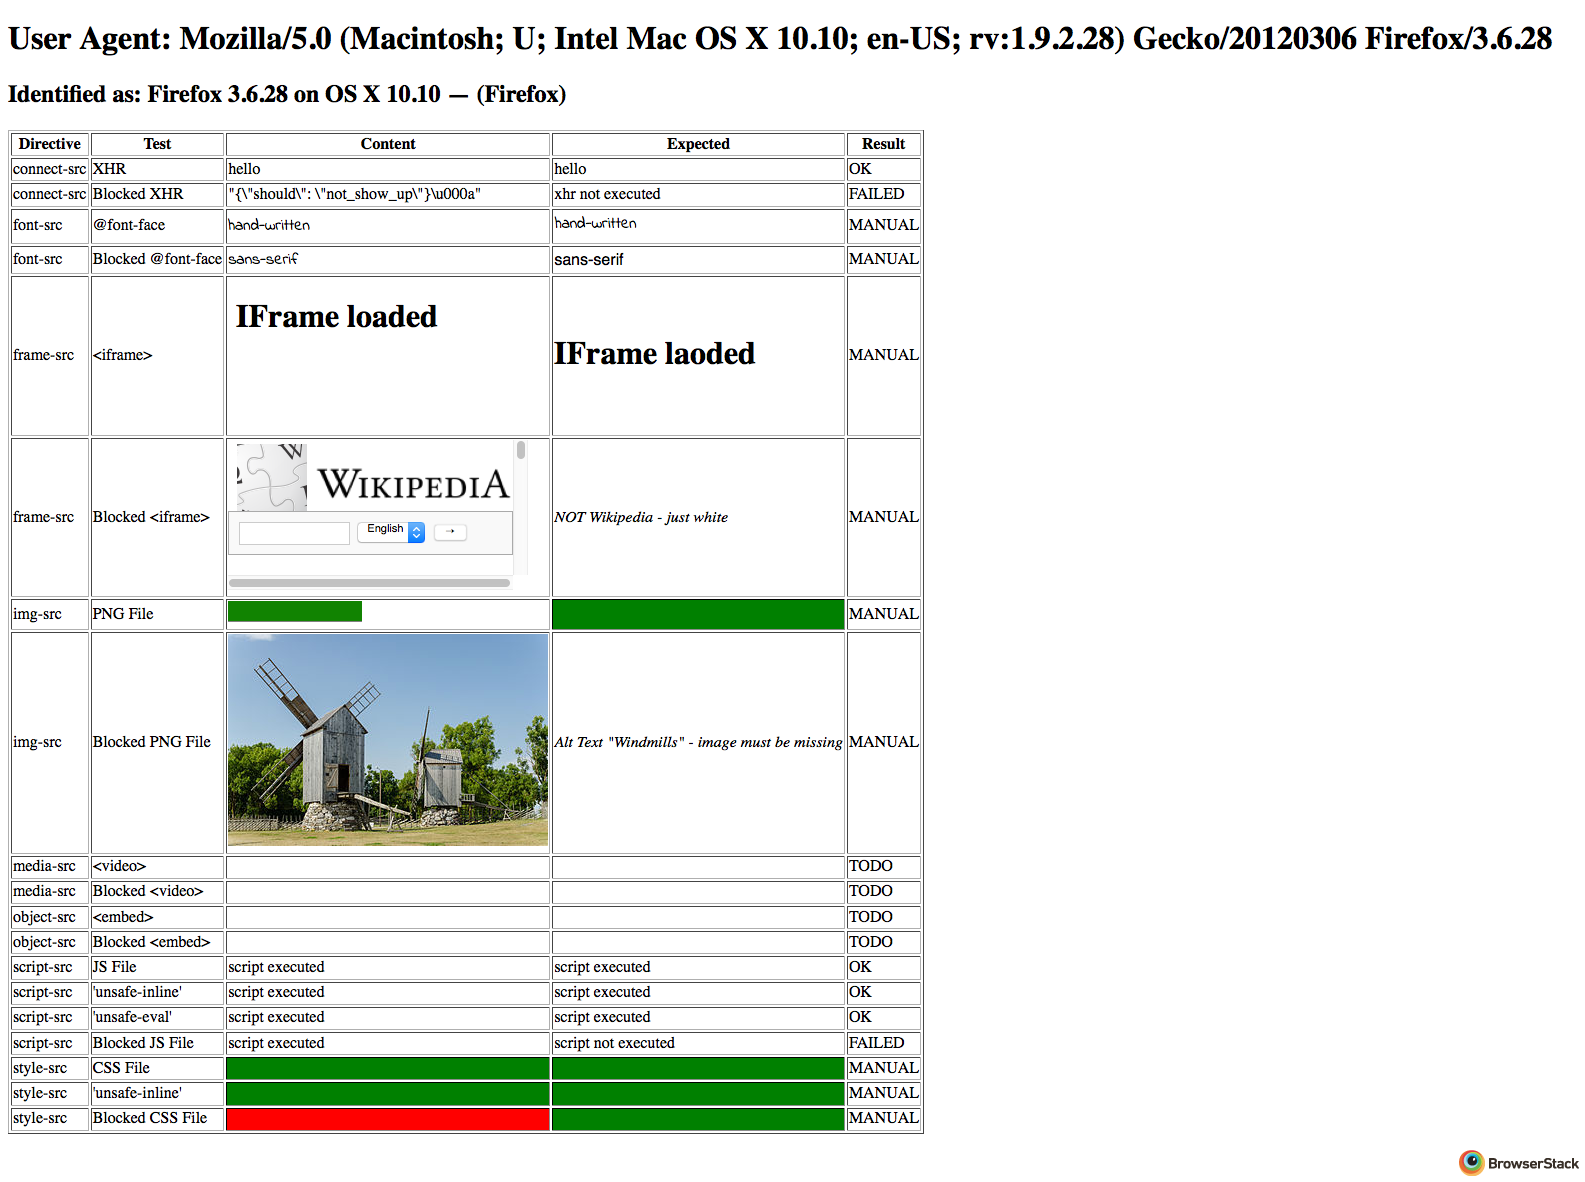 User Agent: Mozilla/5.0 (Macintosh; U; Intel Mac OS X 10.10; en-US; rv:1.9.2.28) Gecko/20120306 Firefox/3.6.28
Identified as: Firefox 3.6.28 on OS X 10.10 — (Firefox)
Directive Test Content Expected Result
connect-src XHR hello hello OK
connect-src Blocked XHR "{\"should\": \"not_show_up\"}\u000a" xhr not executed FAILED
font-src @font-face hand-written hand-written MANUAL
font-src Blocked @font-face sans-serif sans-serif MANUAL
frame-src <iframe> IFrame loaded IFrame laoded MANUAL
WIKIPEDIA
English →
frame-src Blocked <iframe> NOT Wikipedia - just white MANUAL
img-src PNG File MANUAL
img-src Blocked PNG File Alt Text "Windmills" - image must be missing MANUAL
media-src <video> TODO
media-src Blocked <video> TODO
object-src <embed> TODO
object-src Blocked <embed> TODO
script-src JS File script executed script executed OK
script-src 'unsafe-inline' script executed script executed OK
script-src 'unsafe-eval' script executed script executed OK
script-src Blocked JS File script executed script not executed FAILED
style-src CSS File MANUAL
style-src 'unsafe-inline' MANUAL
style-src Blocked CSS File MANUAL
BrowserStack